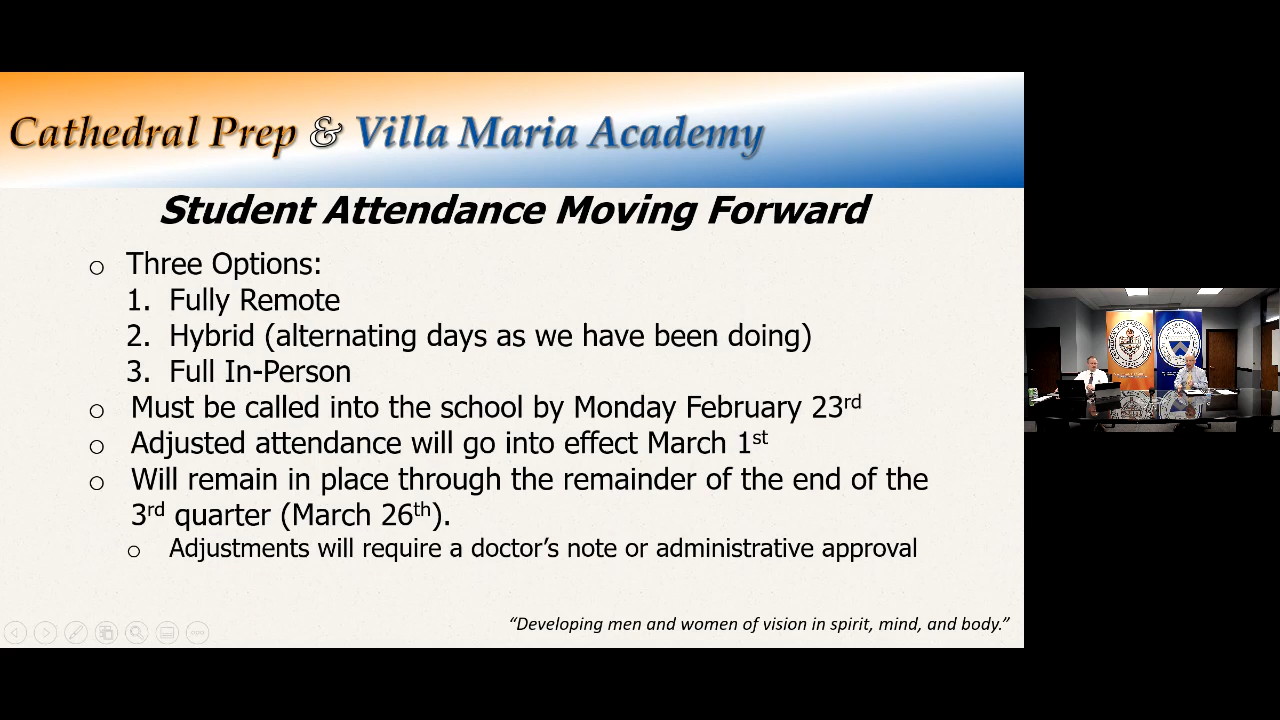 Cathedral Prep & Villa Maria Academy
Student Attendance Moving Forward
Three Options:
1. Fully Remote
2. Hybrid (alternating days as we have been doing)
3. Full In-Person
Must be called into the school by Monday February 23rd
Adjusted attendance will go into effect March 1st
Will remain in place through the remainder of the end of the
3rd quarter (March 26th).
Adjustments will require a doctor’s note or administrative approval
“Developing men and women of vision in spirit, mind, and body.”